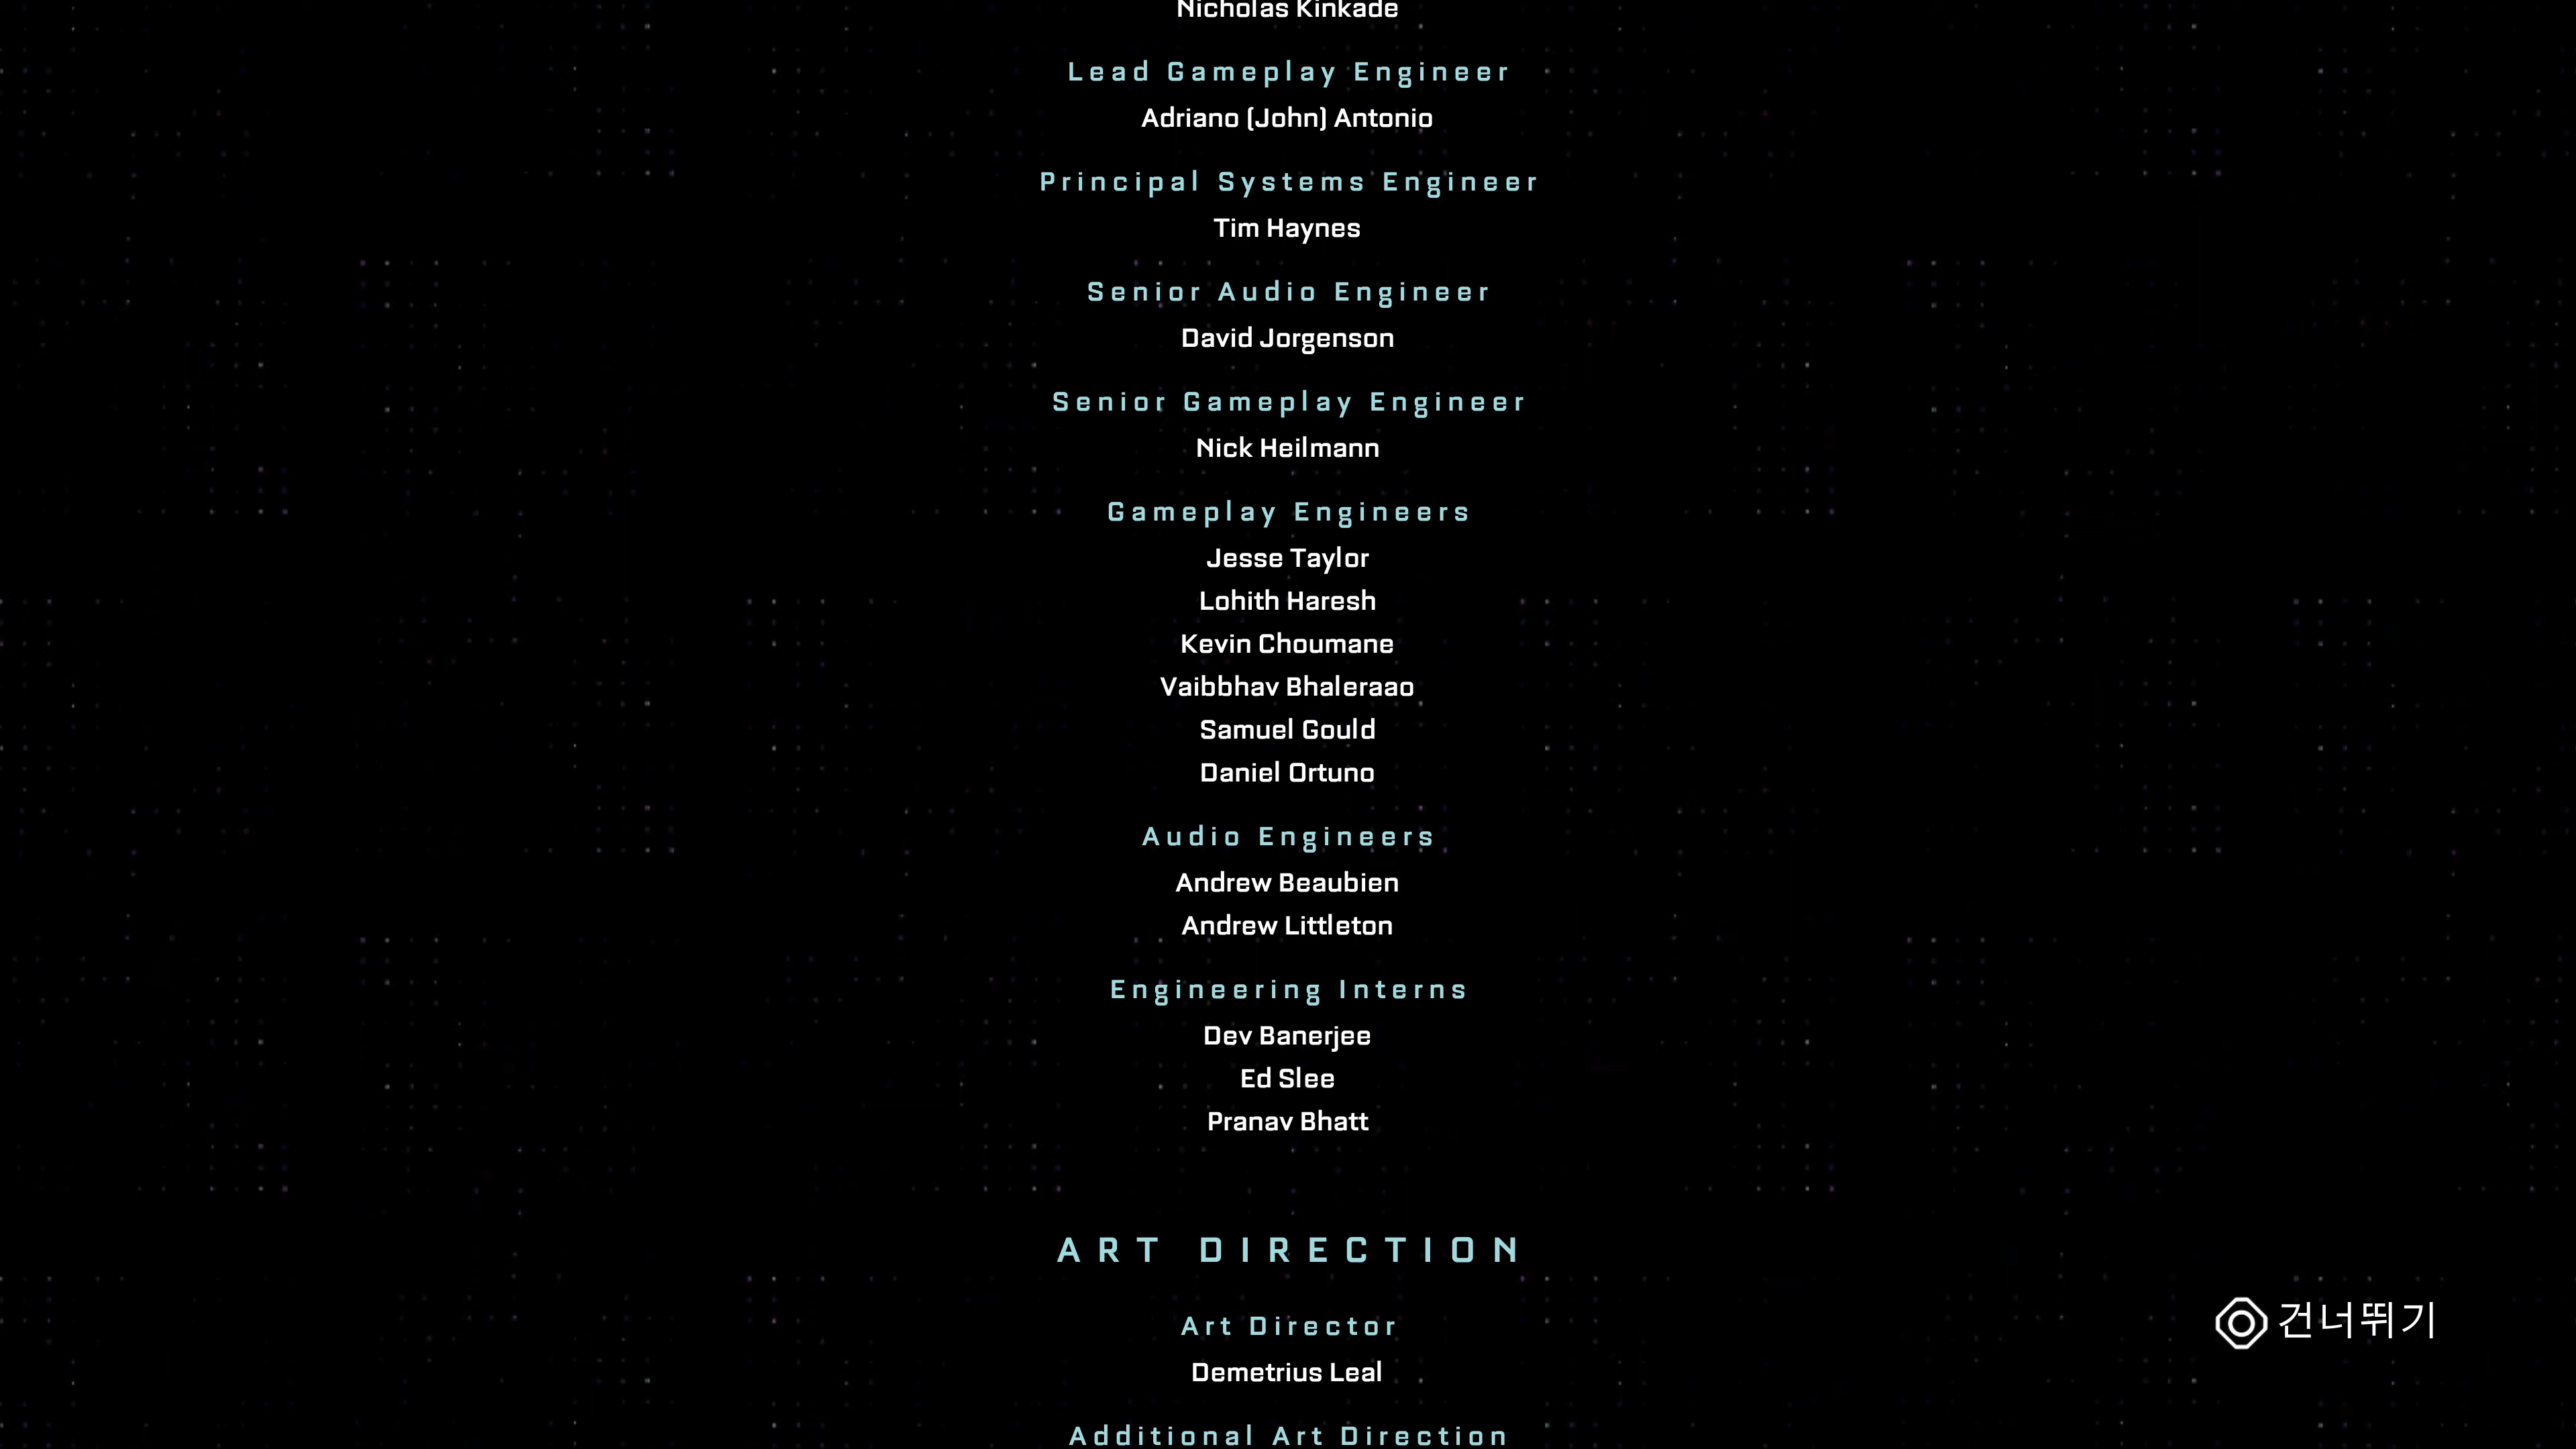 Nicholas Kinkade
Lead Gameplay Engineer
Adriano (John) Antonio
Principal Systems Engineer
Tim Haynes
Senior Audio Engineer
David Jorgenson
Senior Gameplay Engineer
Nick Heilmann
Gameplay Engineers
Jesse Taylor
Lohith Haresh
Kevin Choumane
Vaibbhav Bhaleraao
Samuel Gould
Daniel Ortuno
Audio Engineers
Andrew Beaubien
Andrew Littleton
Engineering Interns
Dev Banerjee
Ed Slee
Pranav Bhatt
ART DIRECTION
Art Director
Demetrius Leal
Additional Art Direction
건너뛰기